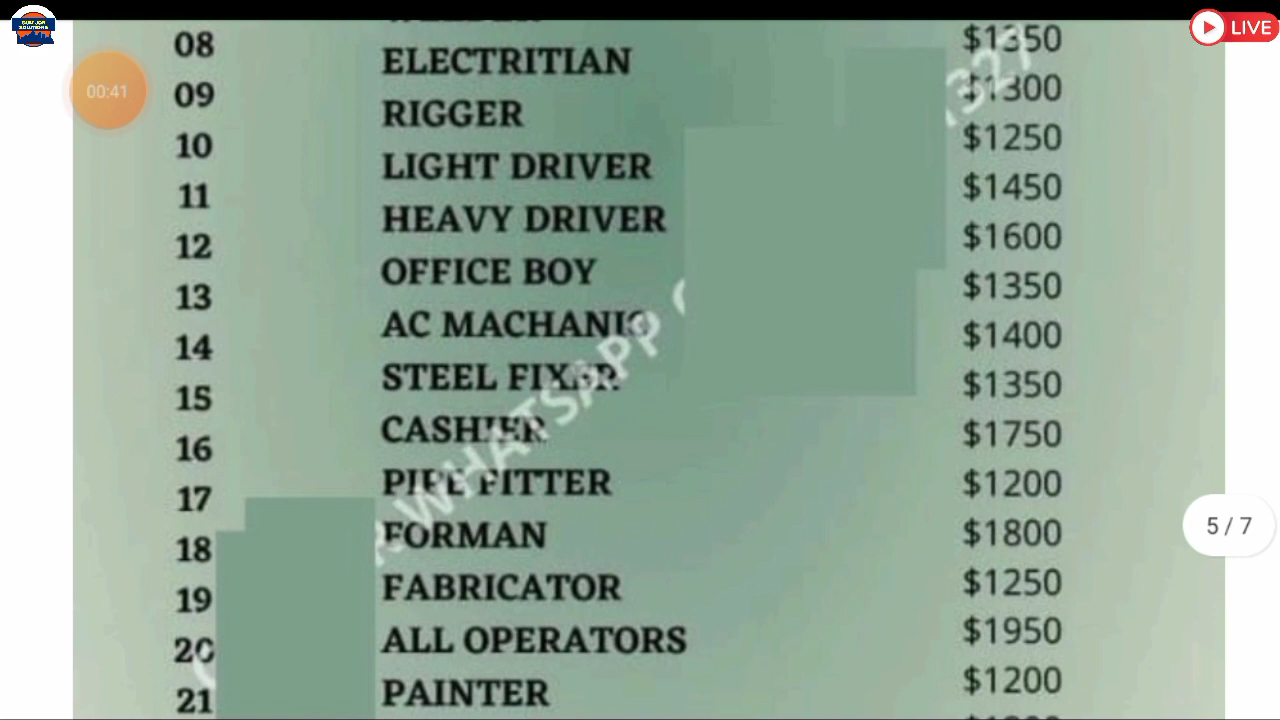 LIVE
00:41
08 ELECTRITIAN $1350
09 RIGGER $1300
10 LIGHT DRIVER $1250
11 HEAVY DRIVER $1450
12 OFFICE BOY $1600
13 AC MACHANIC $1350
14 STEEL FIXER $1400
15 CASHIER $1350
16 PIPE FITTER $1750
17 FORMAN $1200
18 FABRICATOR $1800
19 ALL OPERATORS $1250
20 PAINTER $1950
21 $1200
WHATSAPP
327
5 / 7